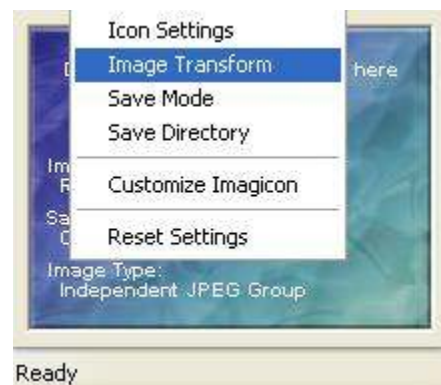 Icon Settings
Image Transform
here
Save Mode
Save Directory
Customize Imagicon
Reset Settings
Image Type:
Independent JPEG Group
Ready